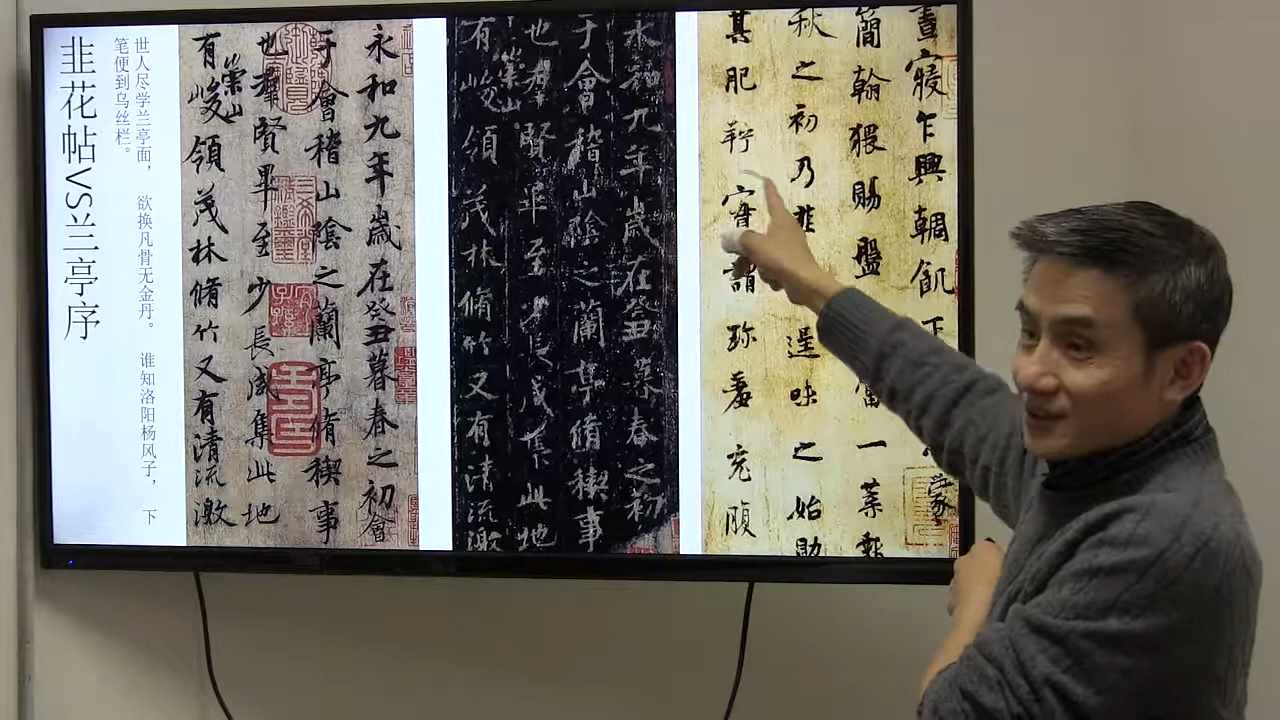 韭花帖VS兰亭序
世人尽学兰亭面， 欲换凡骨无金丹。 谁知洛阳杨风子， 下
笔便到乌丝栏。
永和九年歲在癸丑暮春之初會
于會稽山陰之蘭亭脩稧事
也羣賢畢至少長咸集此地
有崇山峻領茂林脩竹又有清流激
永和九年歲在癸丑暮春之初
于會稽山陰之蘭亭脩稧事
也羣賢畢至少長咸集此地
有崇山峻領茂林脩竹又有清流激
晝寢乍興輖飢正蒙
簡翰猥賜盤當一葉報
秋之初乃韭逞味之始助
其肥羜實謂珍羞充腹